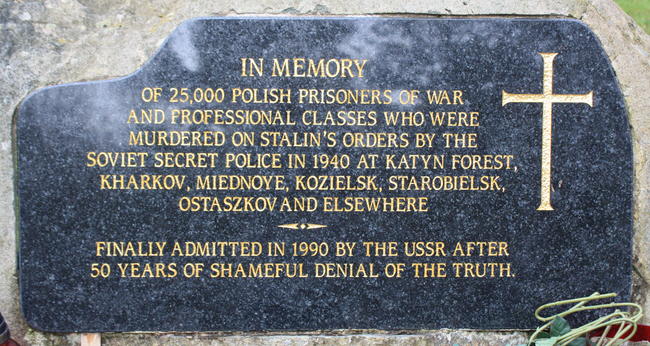 IN MEMORY
OF 25,000 POLISH PRISONERS OF WAR
AND PROFESSIONAL CLASSES WHO WERE
MURDERED ON STALIN'S ORDERS BY THE
SOVIET SECRET POLICE IN 1940 AT KATYN FOREST,
KHARKOV, MIEDNOYE, KOZIELSK, STAROBIELSK,
OSTASZKOV AND ELSEWHERE
FINALLY ADMITTED IN 1990 BY THE USSR AFTER
50 YEARS OF SHAMEFUL DENIAL OF THE TRUTH.